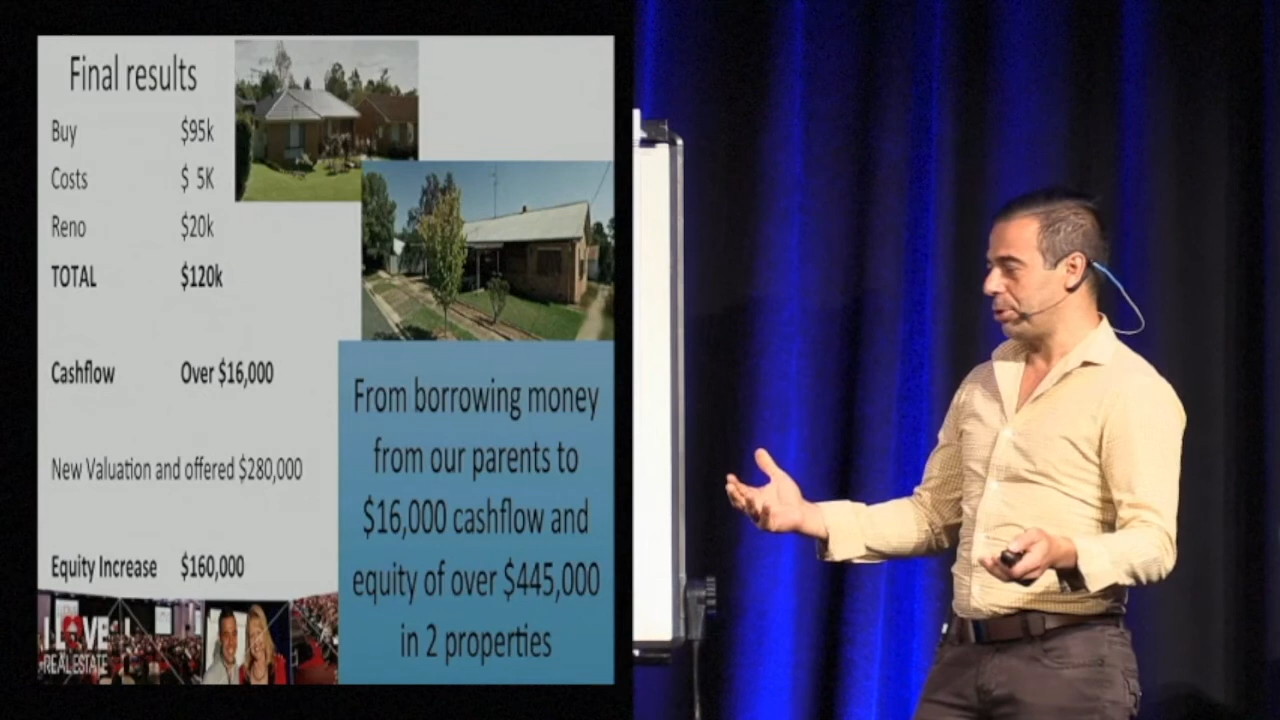 Final results
Buy $95k
Costs $ 5K
Reno $20k
TOTAL $120k
Cashflow Over $16,000
New Valuation and offered $280,000
Equity Increase $160,000
From borrowing money
from our parents to
$16,000 cashflow and
equity of over $445,000
in 2 properties
I LOVE
REAL ESTATE